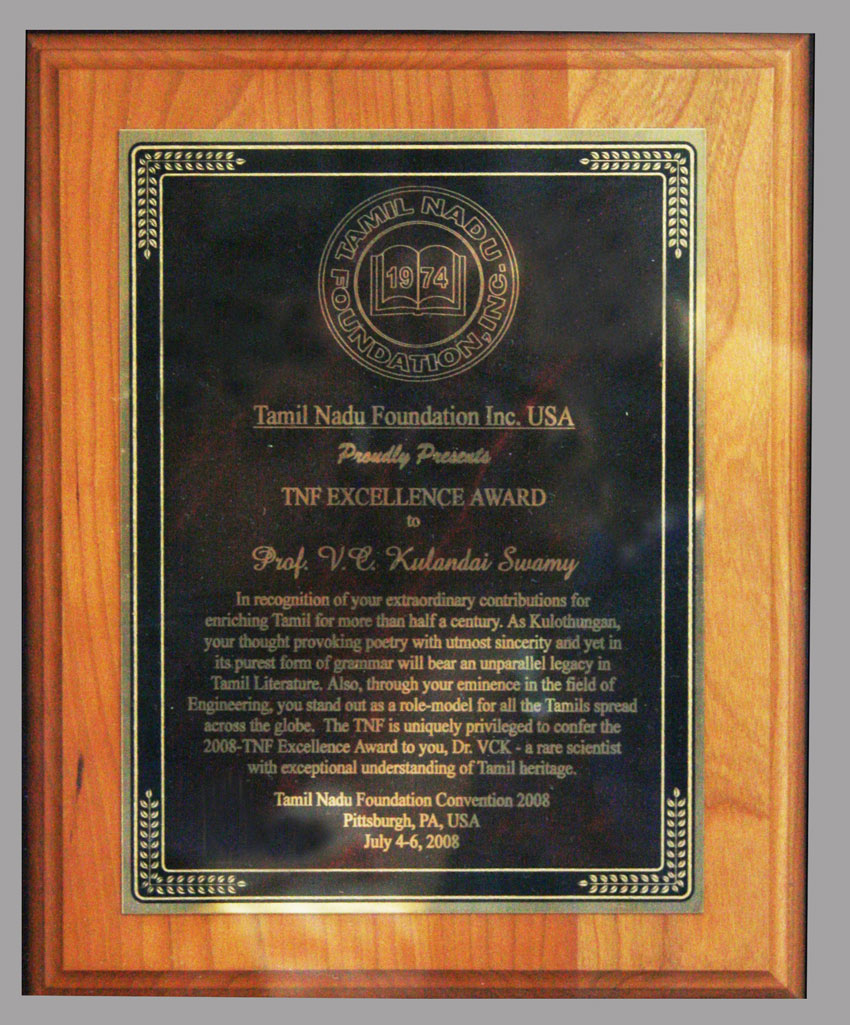 TAMIL NADU
FOUNDATION, INC.
1974
Tamil Nadu Foundation Inc. USA
Proudly Presents
TNF EXCELLENCE AWARD
to
Prof. V.C. Kulandai Swamy
In recognition of your extraordinary contributions for
enriching Tamil for more than half a century. As Kulothungan,
your thought provoking poetry with utmost sincerity and yet in
its purest form of grammar will bear an unparallel legacy in
Tamil Literature. Also, through your eminence in the field of
Engineering, you stand out as a role-model for all the Tamils spread
across the globe. The TNF is uniquely privileged to confer the
2008-TNF Excellence Award to you, Dr. VCK - a rare scientist
with exceptional understanding of Tamil heritage.
Tamil Nadu Foundation Convention 2008
Pittsburgh, PA, USA
July 4-6, 2008